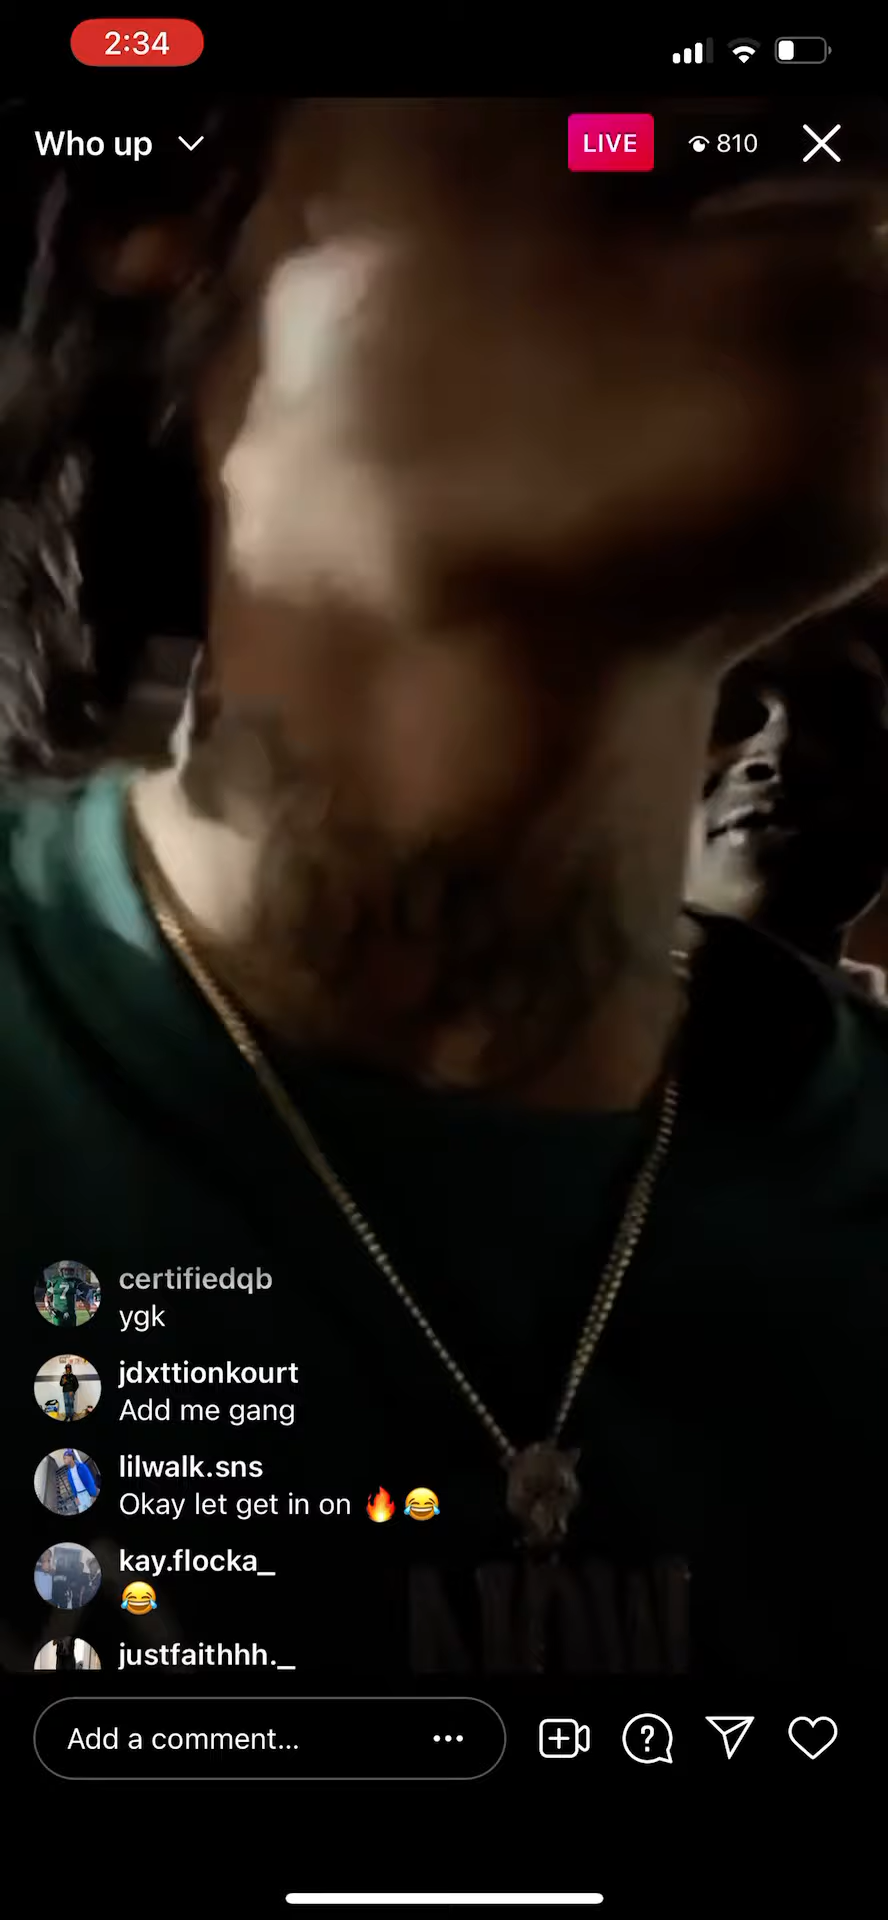 2:34
Who up
LIVE
810
certifiedqb
ygk
jdxttionkourt
Add me gang
lilwalk.sns
Okay let get in on 🔥😂
kay.flocka_
😂
justfaithhh._
Add a comment...